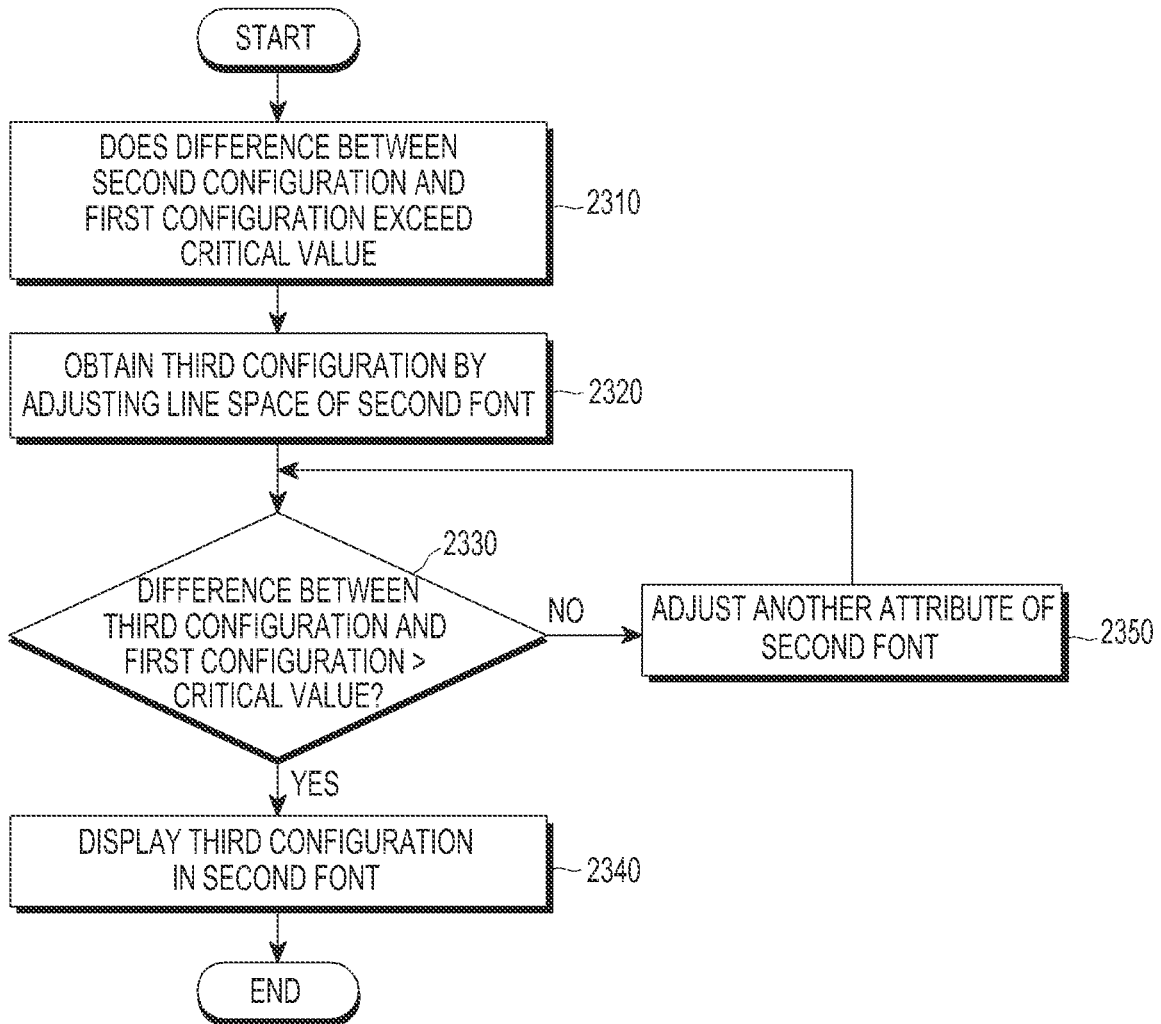 START
DOES DIFFERENCE BETWEEN
SECOND CONFIGURATION AND
FIRST CONFIGURATION EXCEED
CRITICAL VALUE
2310
OBTAIN THIRD CONFIGURATION BY
ADJUSTING LINE SPACE OF SECOND FONT
2320
2330
DIFFERENCE BETWEEN
THIRD CONFIGURATION AND
FIRST CONFIGURATION >
CRITICAL VALUE?
NO
ADJUST ANOTHER ATTRIBUTE OF
SECOND FONT
2350
YES
DISPLAY THIRD CONFIGURATION
IN SECOND FONT
2340
END